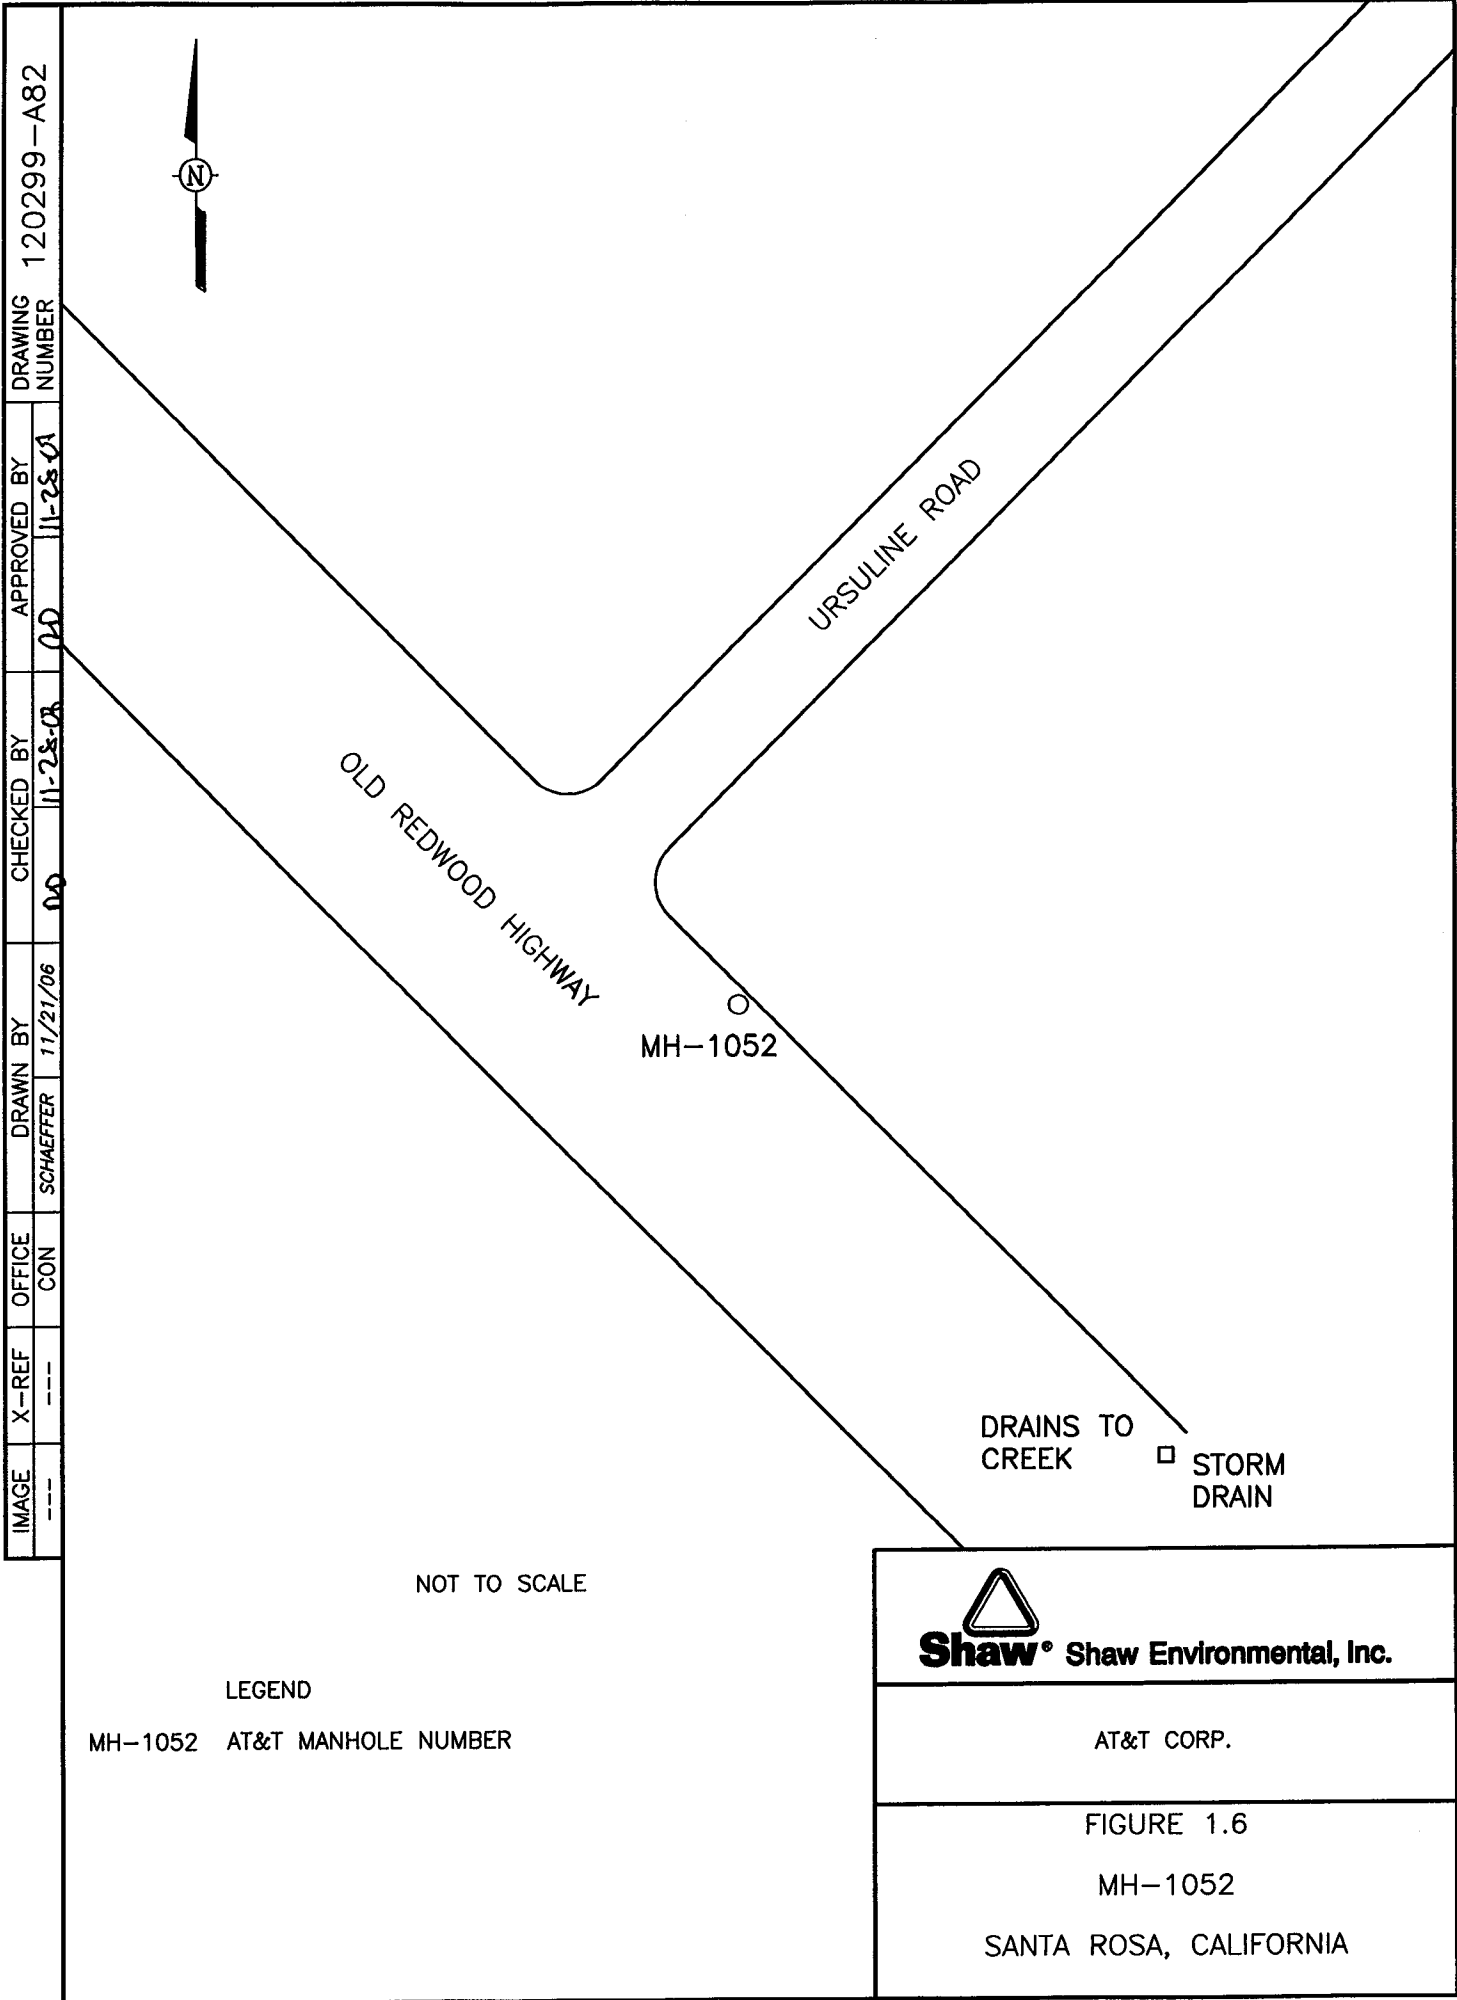 IMAGE X-REF OFFICE DRAWN BY CHECKED BY APPROVED BY DRAWING NUMBER 120299-A82
--- --- CON SCHAEFFER 11/21/06
N
URSULINE ROAD
OLD REDWOOD HIGHWAY
MH-1052
DRAINS TO
CREEK
STORM
DRAIN
NOT TO SCALE
LEGEND
MH-1052 AT&T MANHOLE NUMBER
Shaw® Shaw Environmental, Inc.
AT&T CORP.
FIGURE 1.6
MH-1052
SANTA ROSA, CALIFORNIA